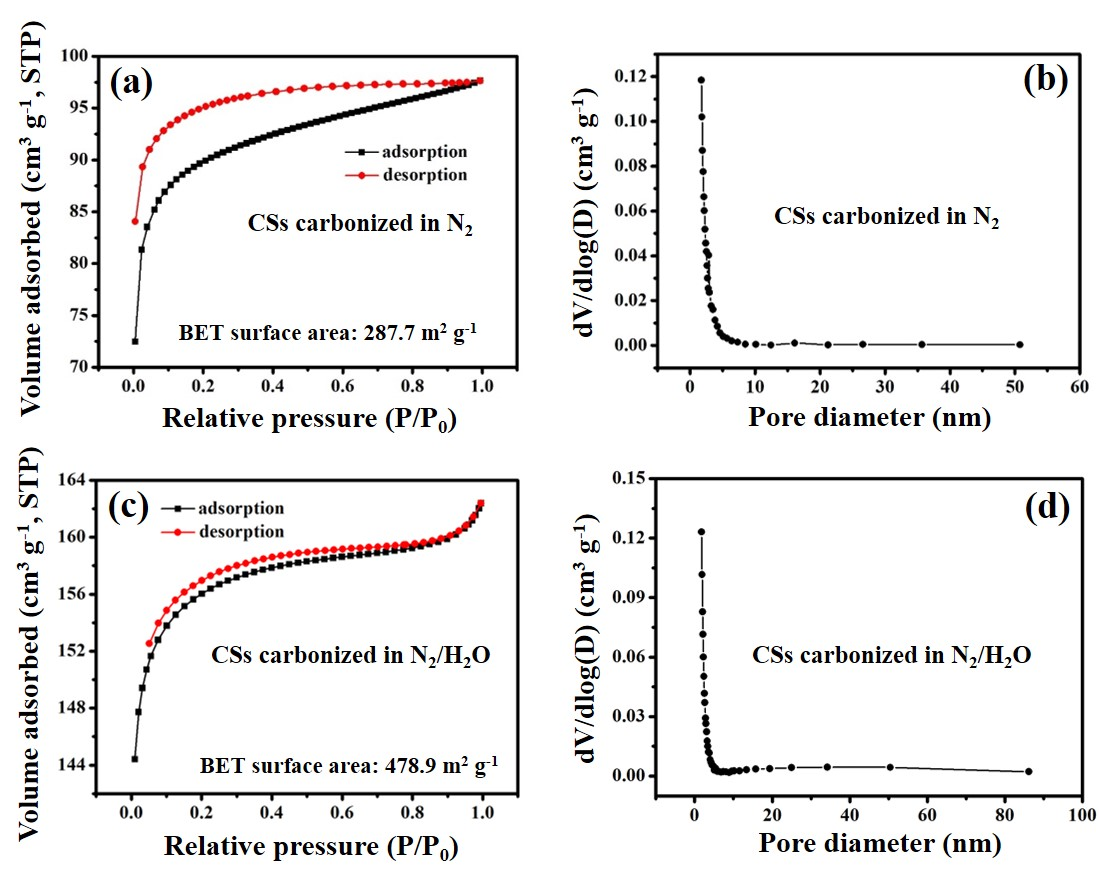 (a)
Volume adsorbed (cm³ g⁻¹, STP)
100
95
90
85
80
75
70
adsorption
desorption
CSs carbonized in N₂
BET surface area: 287.7 m² g⁻¹
0.0 0.2 0.4 0.6 0.8 1.0
Relative pressure (P/P₀)
(b)
dV/dlog(D) (cm³ g⁻¹)
0.12
0.10
0.08
0.06
0.04
0.02
0.00
CSs carbonized in N₂
0 10 20 30 40 50 60
Pore diameter (nm)
(c)
Volume adsorbed (cm³ g⁻¹, STP)
164
160
156
152
148
144
adsorption
desorption
CSs carbonized in N₂/H₂O
BET surface area: 478.9 m² g⁻¹
0.0 0.2 0.4 0.6 0.8 1.0
Relative pressure (P/P₀)
(d)
dV/dlog(D) (cm³ g⁻¹)
0.15
0.12
0.09
0.06
0.03
0.00
CSs carbonized in N₂/H₂O
0 20 40 60 80 100
Pore diameter (nm)